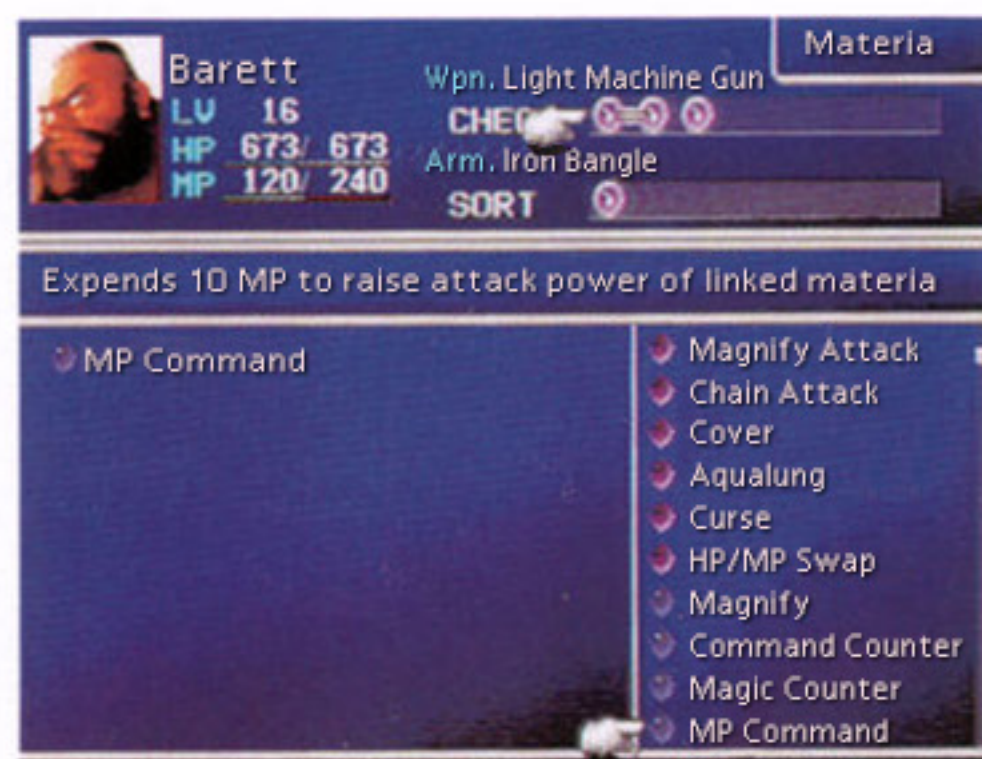 Materia
Barett
Wpn. Light Machine Gun
LV 16
CHEC
HP 673/ 673
Arm. Iron Bangle
MP 120/ 240
SORT
Expends 10 MP to raise attack power of linked materia
MP Command
Magnify Attack
Chain Attack
Cover
Aqualung
Curse
HP/MP Swap
Magnify
Command Counter
Magic Counter
MP Command